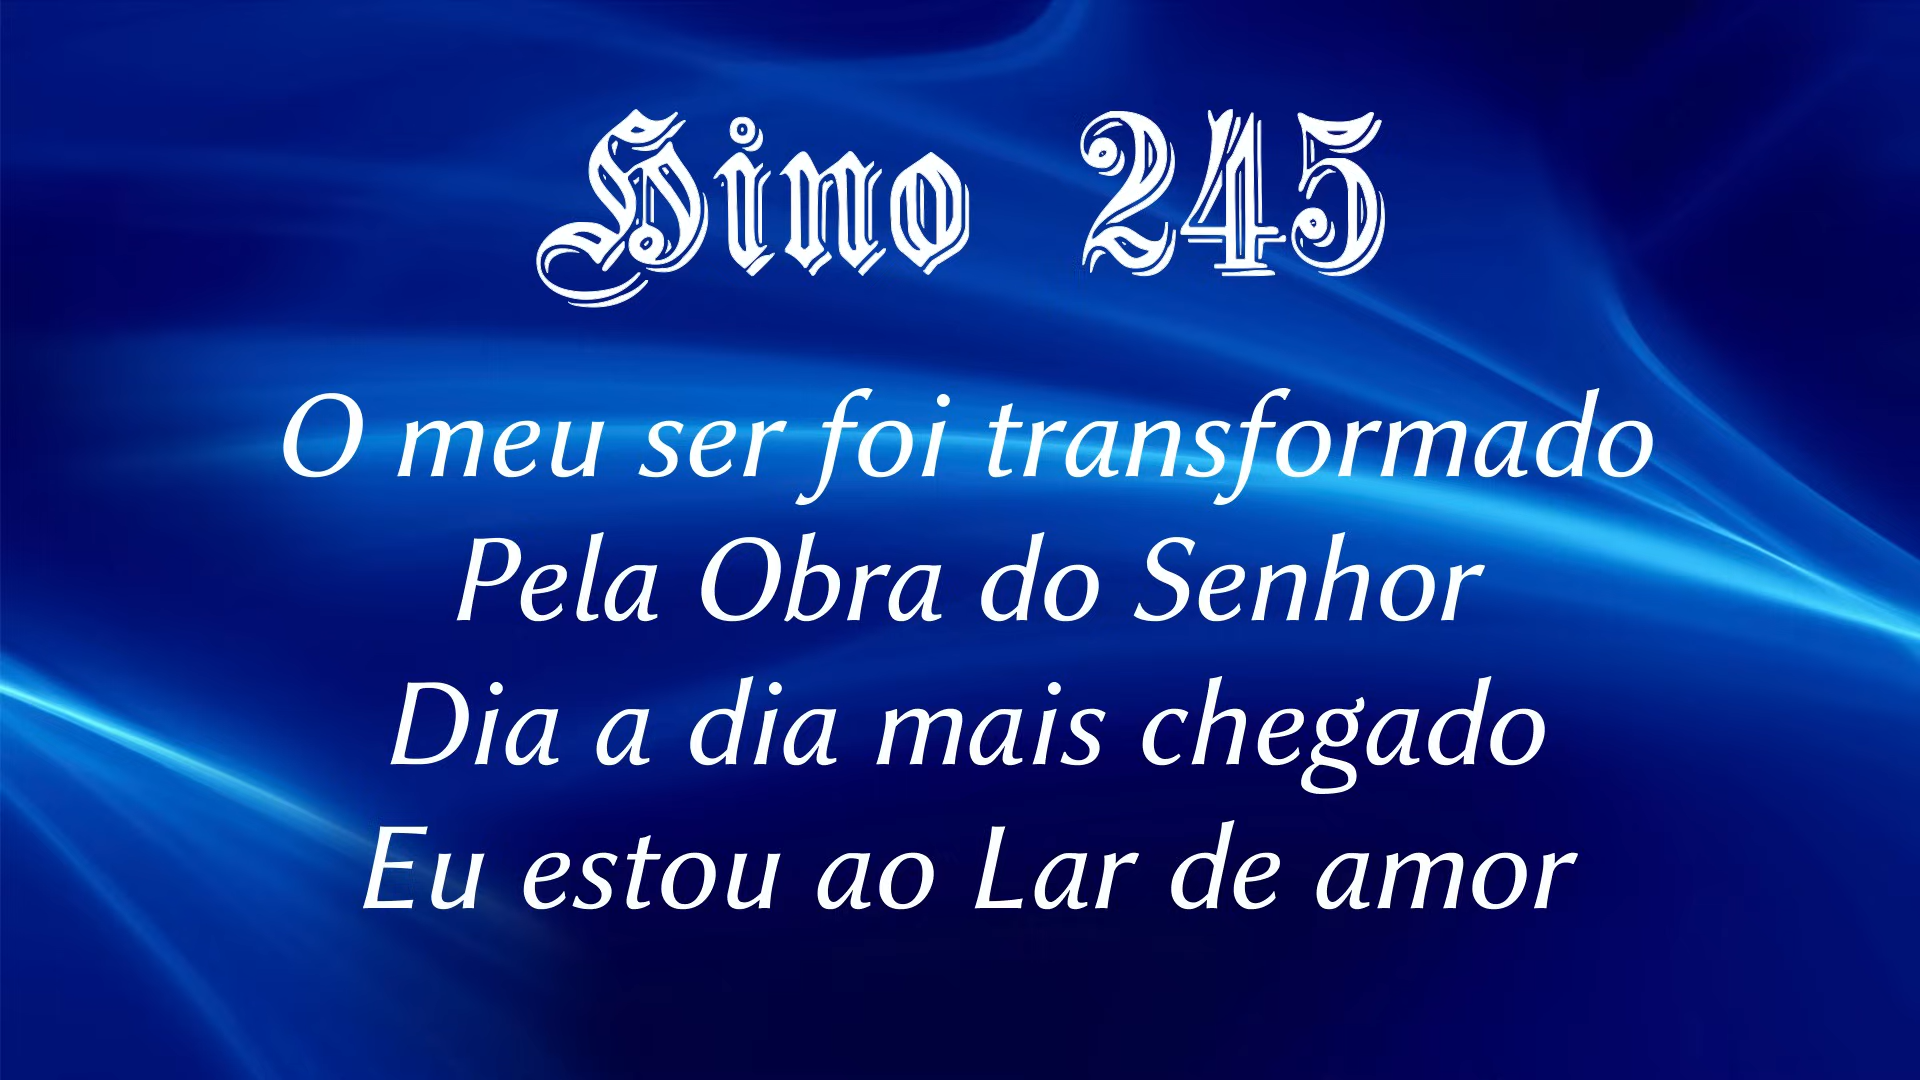 Hino 245
O meu ser foi transformado
Pela Obra do Senhor
Dia a dia mais chegado
Eu estou ao Lar de amor